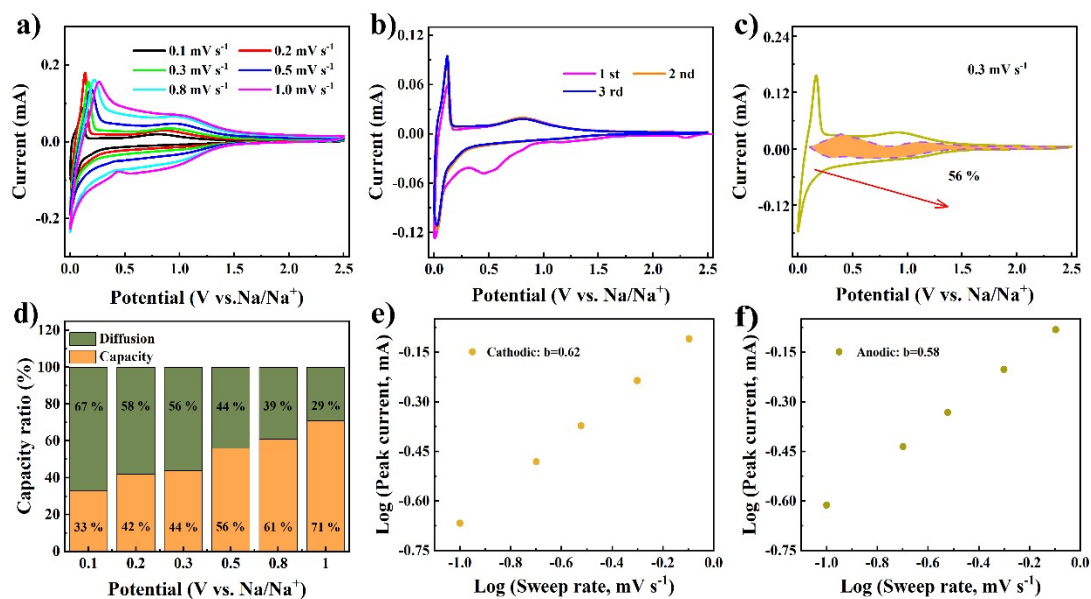 a)
0.1 mV s⁻¹ 0.2 mV s⁻¹
0.3 mV s⁻¹ 0.5 mV s⁻¹
0.8 mV s⁻¹ 1.0 mV s⁻¹
Current (mA)
0.2
0.0
-0.2
0.0 0.5 1.0 1.5 2.0 2.5
Potential (V vs.Na/Na⁺)
b)
1 st 2 nd
3 rd
Current (mA)
0.12
0.06
0.00
-0.06
-0.12
0.0 0.5 1.0 1.5 2.0 2.5
Potential (V vs. Na/Na⁺)
c)
0.3 mV s⁻¹
56 %
Current (mA)
0.24
0.12
0.00
-0.12
0.0 0.5 1.0 1.5 2.0 2.5
Potential (V vs. Na/Na⁺)
d)
Diffusion
Capacity
Capacity ratio (%)
120
100
80
60
40
20
0
67 % 58 % 56 % 44 % 39 % 29 %
33 % 42 % 44 % 56 % 61 % 71 %
0.1 0.2 0.3 0.5 0.8 1
Potential (V vs. Na/Na⁺)
e)
Cathodic: b=0.62
Log (Peak current, mA)
-0.15
-0.30
-0.45
-0.60
-0.75
-1.0 -0.8 -0.6 -0.4 -0.2 0.0
Log (Sweep rate, mV s⁻¹)
f)
Anodic: b=0.58
Log (Peak current, mA)
-0.15
-0.30
-0.45
-0.60
-0.75
-1.0 -0.8 -0.6 -0.4 -0.2 0.0
Log (Sweep rate, mV s⁻¹)